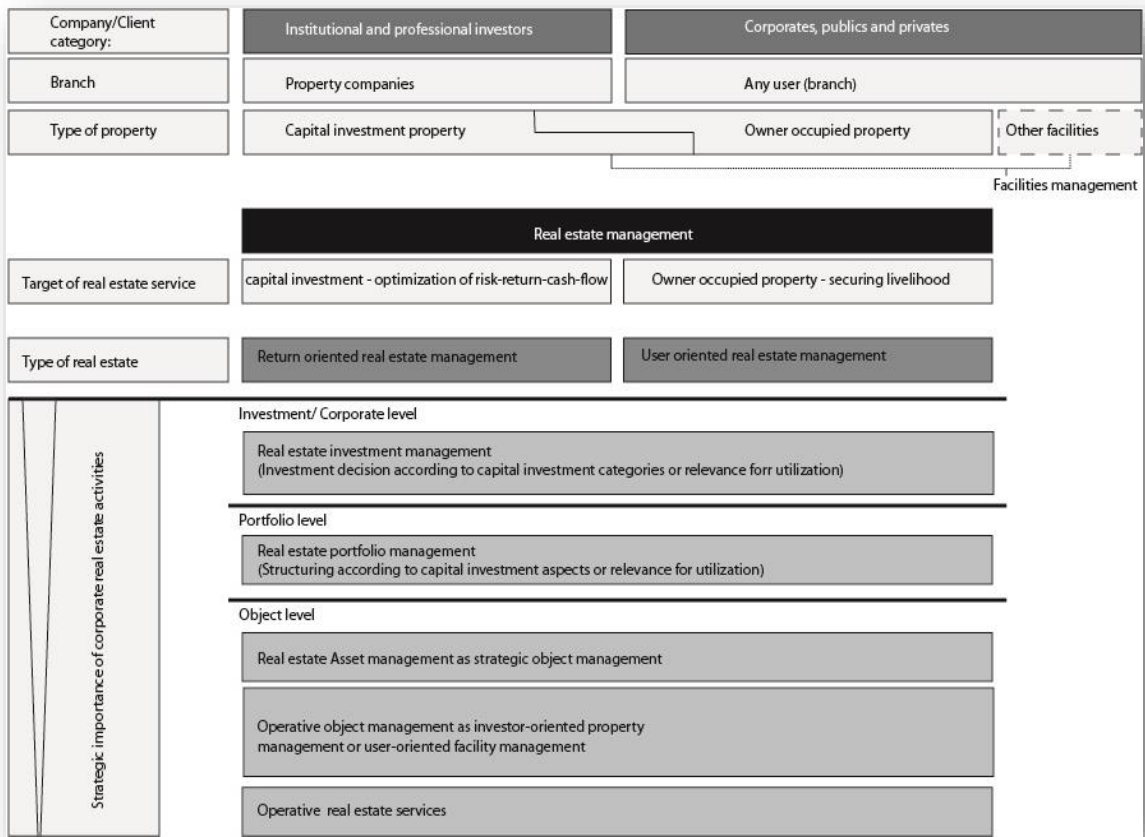 Company/Client
category:
Institutional and professional investors
Corporates, publics and privates
Branch
Property companies
Any user (branch)
Type of property
Capital investment property
Owner occupied property
Other facilities
Facilities management
Real estate management
Target of real estate service
capital investment - optimization of risk-return-cash-flow
Owner occupied property - securing livelihood
Type of real estate
Return oriented real estate management
User oriented real estate management
Strategic importance of corporate real estate activities
Investment/ Corporate level
Real estate investment management
(Investment decision according to capital investment categories or relevance forr utilization)
Portfolio level
Real estate portfolio management
(Structuring according to capital investment aspects or relevance for utilization)
Object level
Real estate Asset management as strategic object management
Operative object management as investor-oriented property
management or user-oriented facility management
Operative real estate services